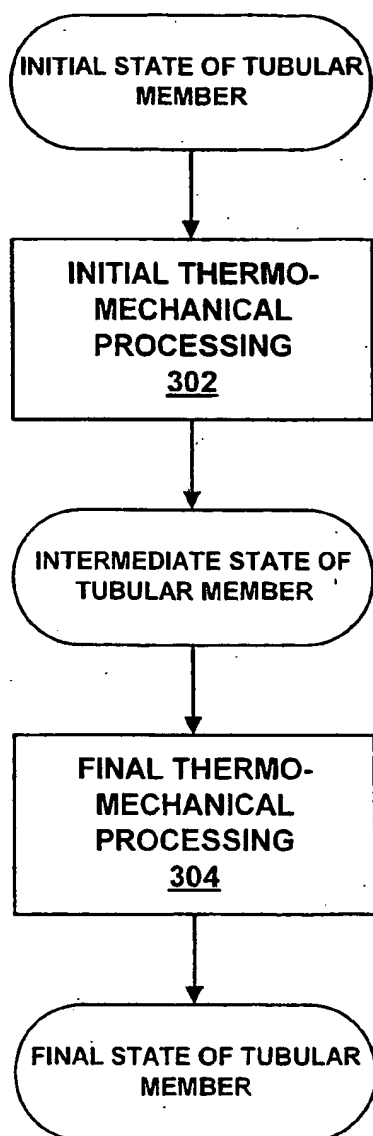 INITIAL STATE OF TUBULAR
MEMBER
INITIAL THERMO-
MECHANICAL
PROCESSING
302
INTERMEDIATE STATE OF
TUBULAR MEMBER
FINAL THERMO-
MECHANICAL
PROCESSING
304
FINAL STATE OF TUBULAR
MEMBER